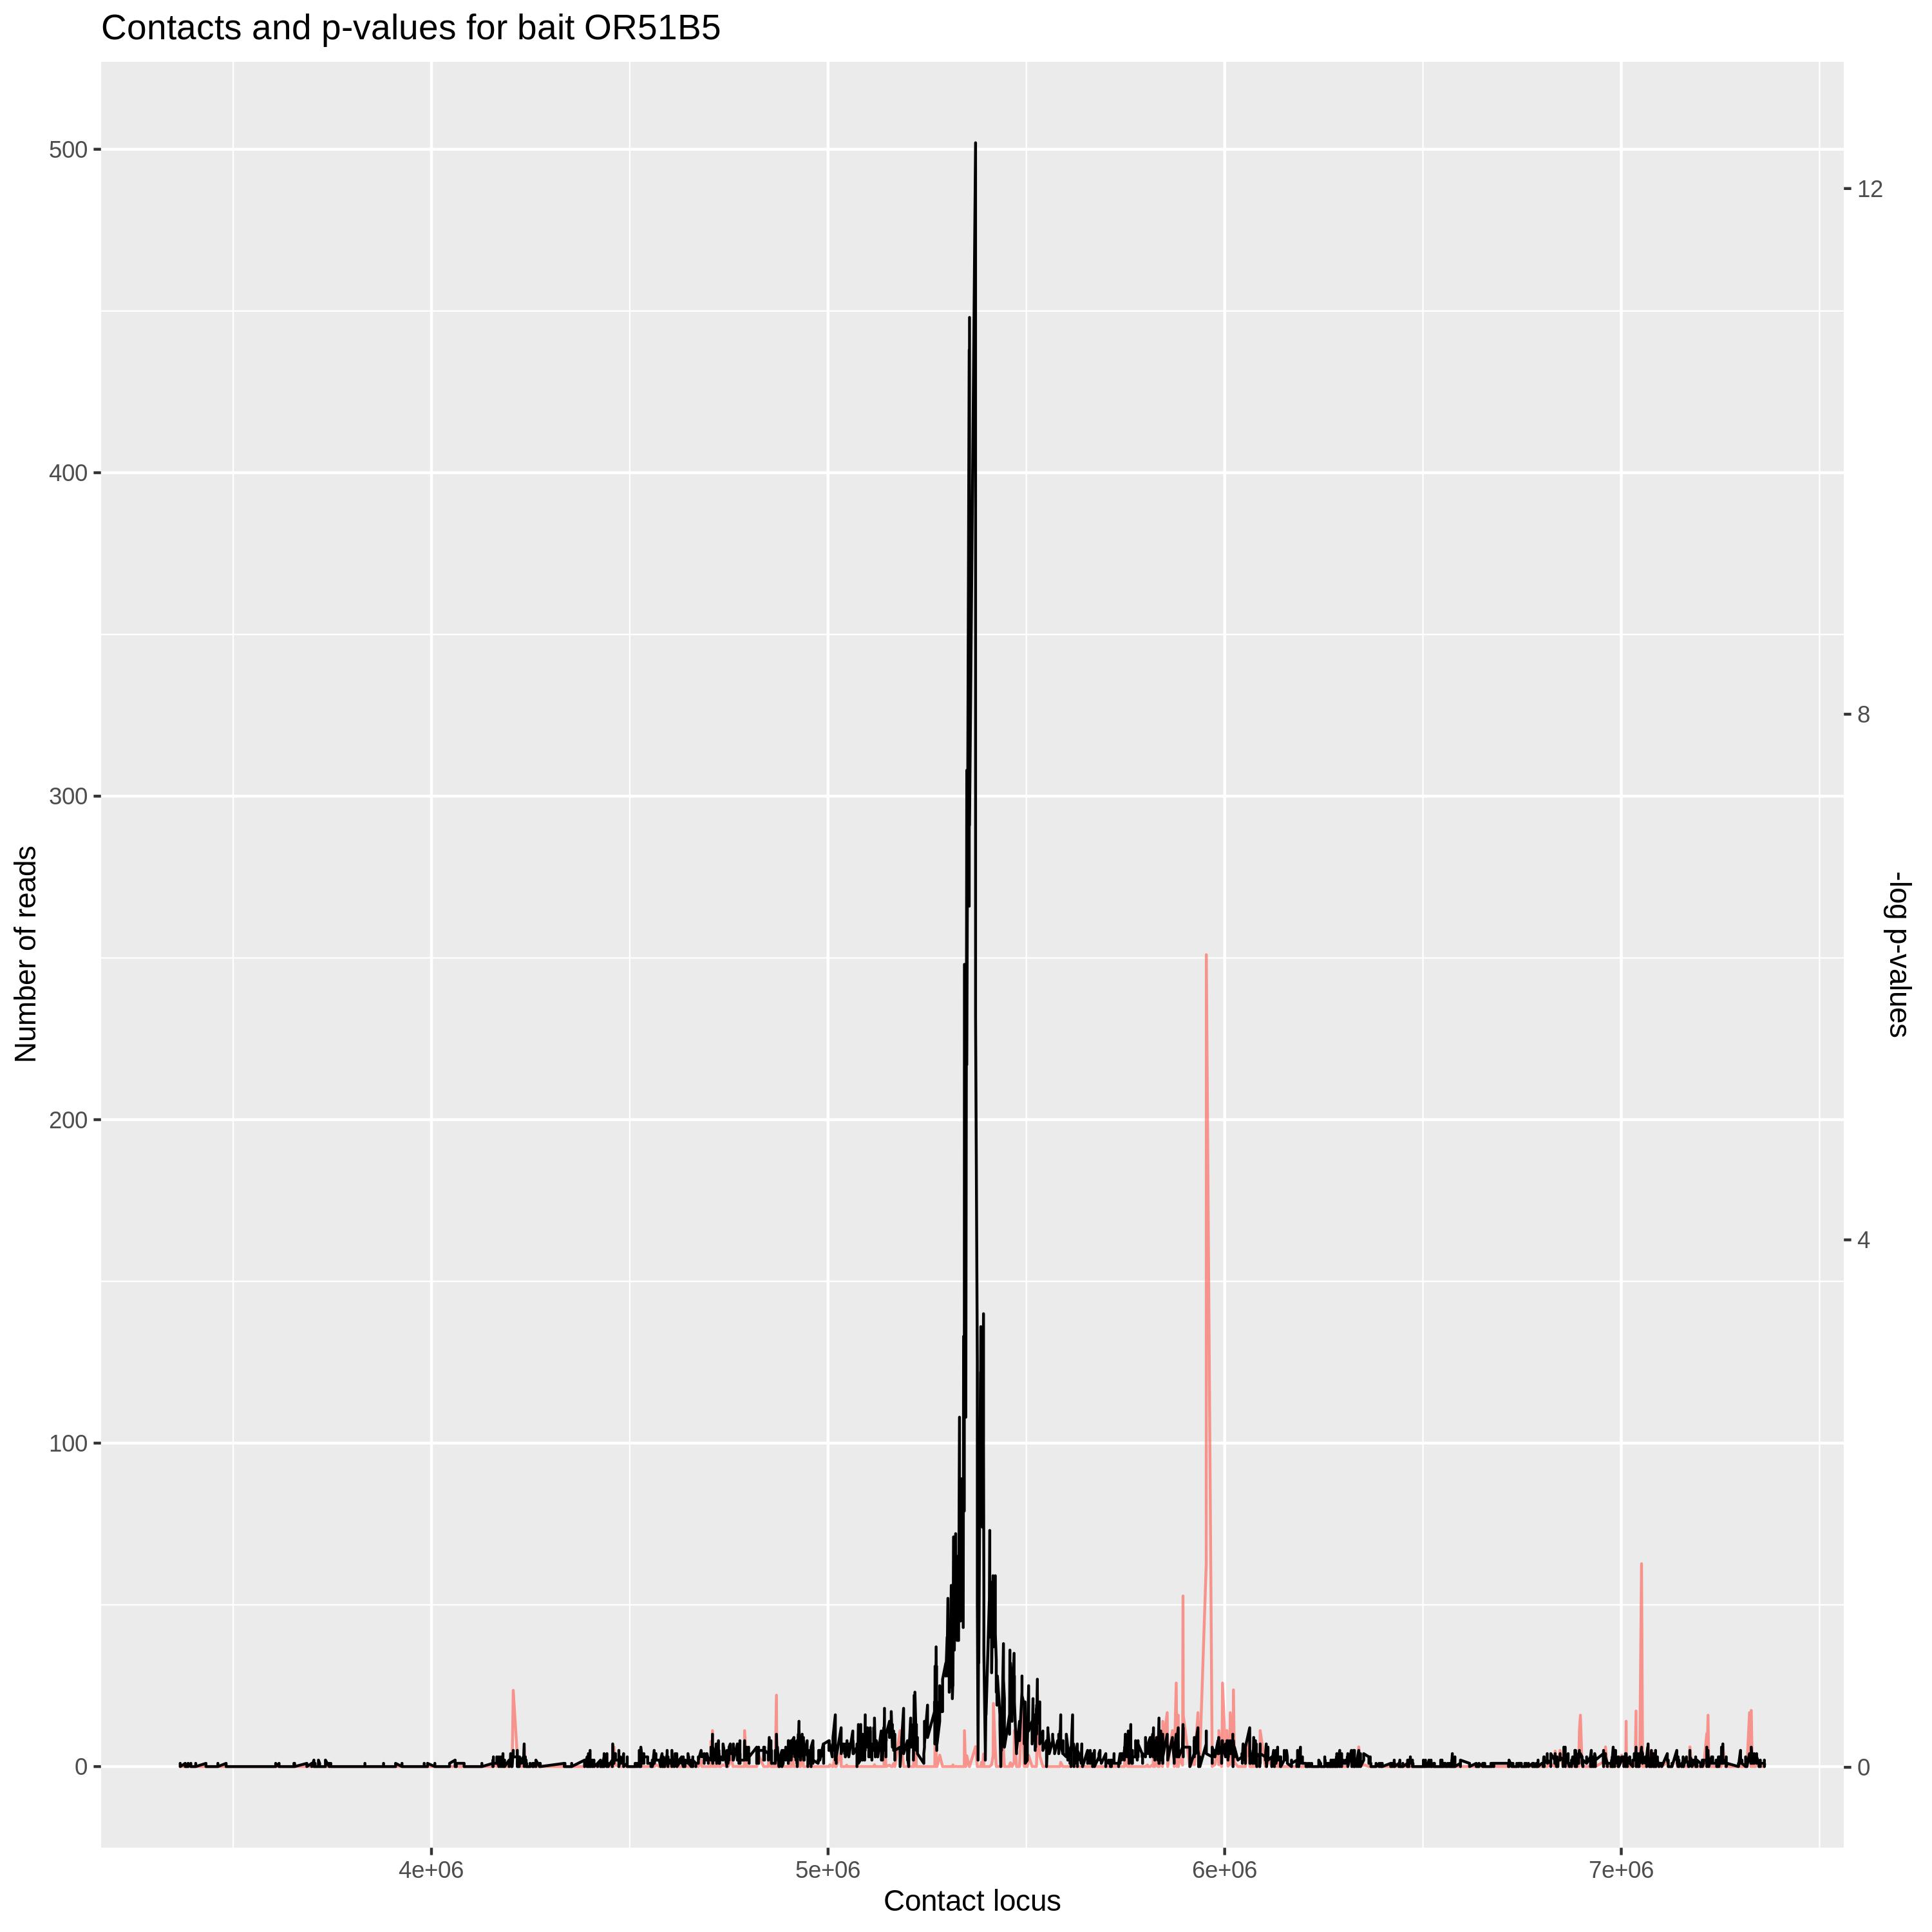 Contacts and p-values for bait OR51B5
500
400
300
200
100
0
Number of reads
12
8
4
0
-log p-values
4e+06
5e+06
6e+06
7e+06
Contact locus